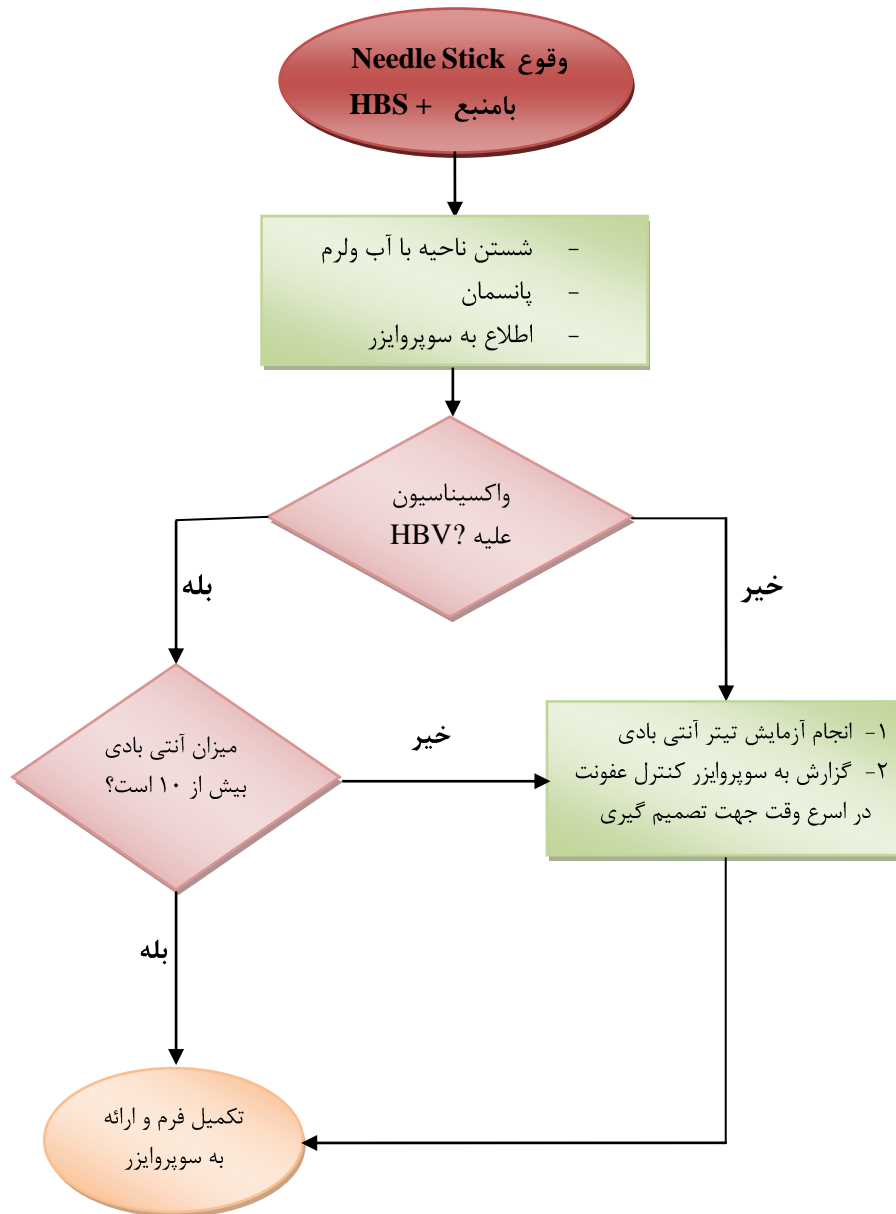 وقوع Needle Stick
بامنبع + HBS
- شستن ناحیه با آب ولرم
- پانسمان
- اطلاع به سوپروایزر
واکسیناسیون
علیه HBV?
بله
خیر
میزان آنتی بادی
بیش از ۱۰ است؟
خیر
۱- انجام آزمایش تیتر آنتی بادی
۲- گزارش به سوپروایزر کنترل عفونت
در اسرع وقت جهت تصمیم گیری
بله
تکمیل فرم و ارائه
به سوپروایزر